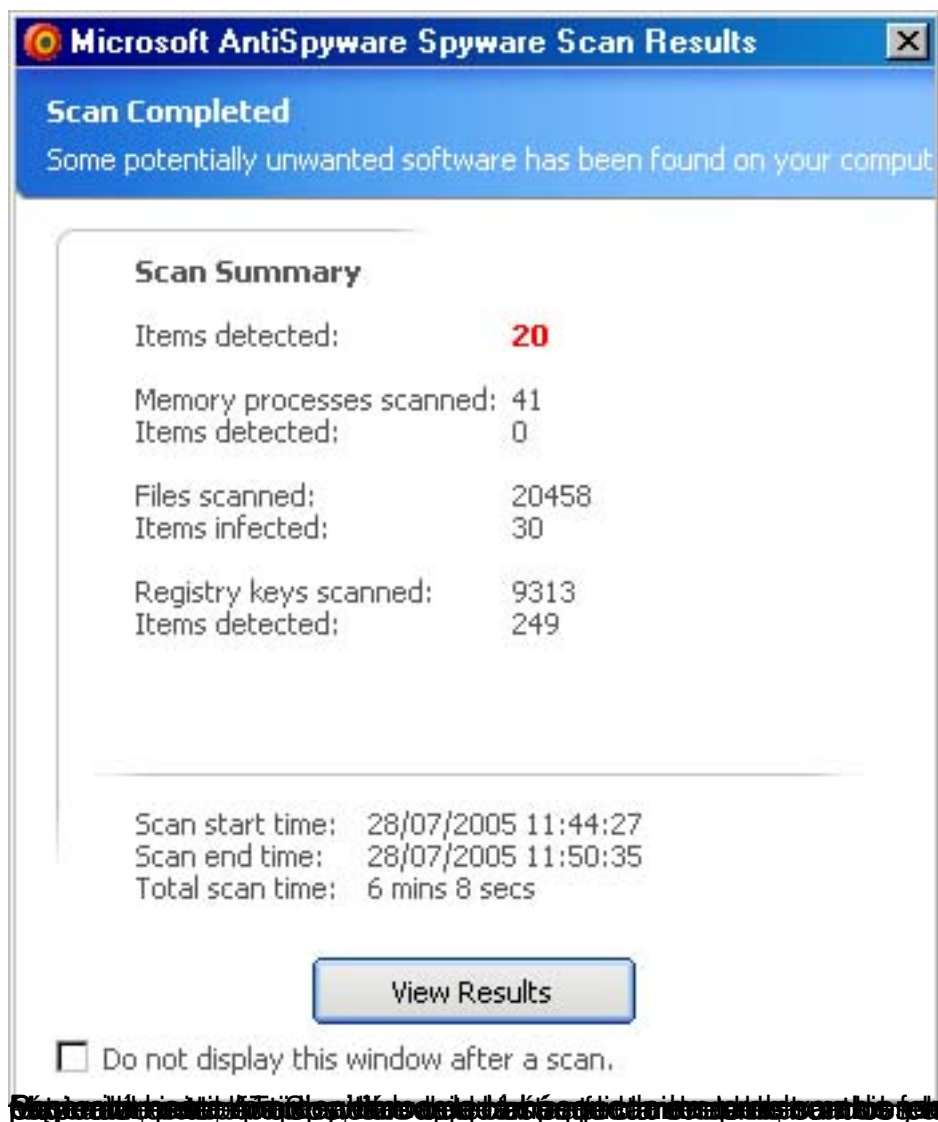 Microsoft AntiSpyware Spyware Scan Results
Scan Completed
Some potentially unwanted software has been found on your comput
Scan Summary
Items detected: 20
Memory processes scanned: 41
Items detected: 0
Files scanned: 20458
Items infected: 30
Registry keys scanned: 9313
Items detected: 249
Scan start time: 28/07/2005 11:44:27
Scan end time: 28/07/2005 11:50:35
Total scan time: 6 mins 8 secs
View Results
Do not display this window after a scan.